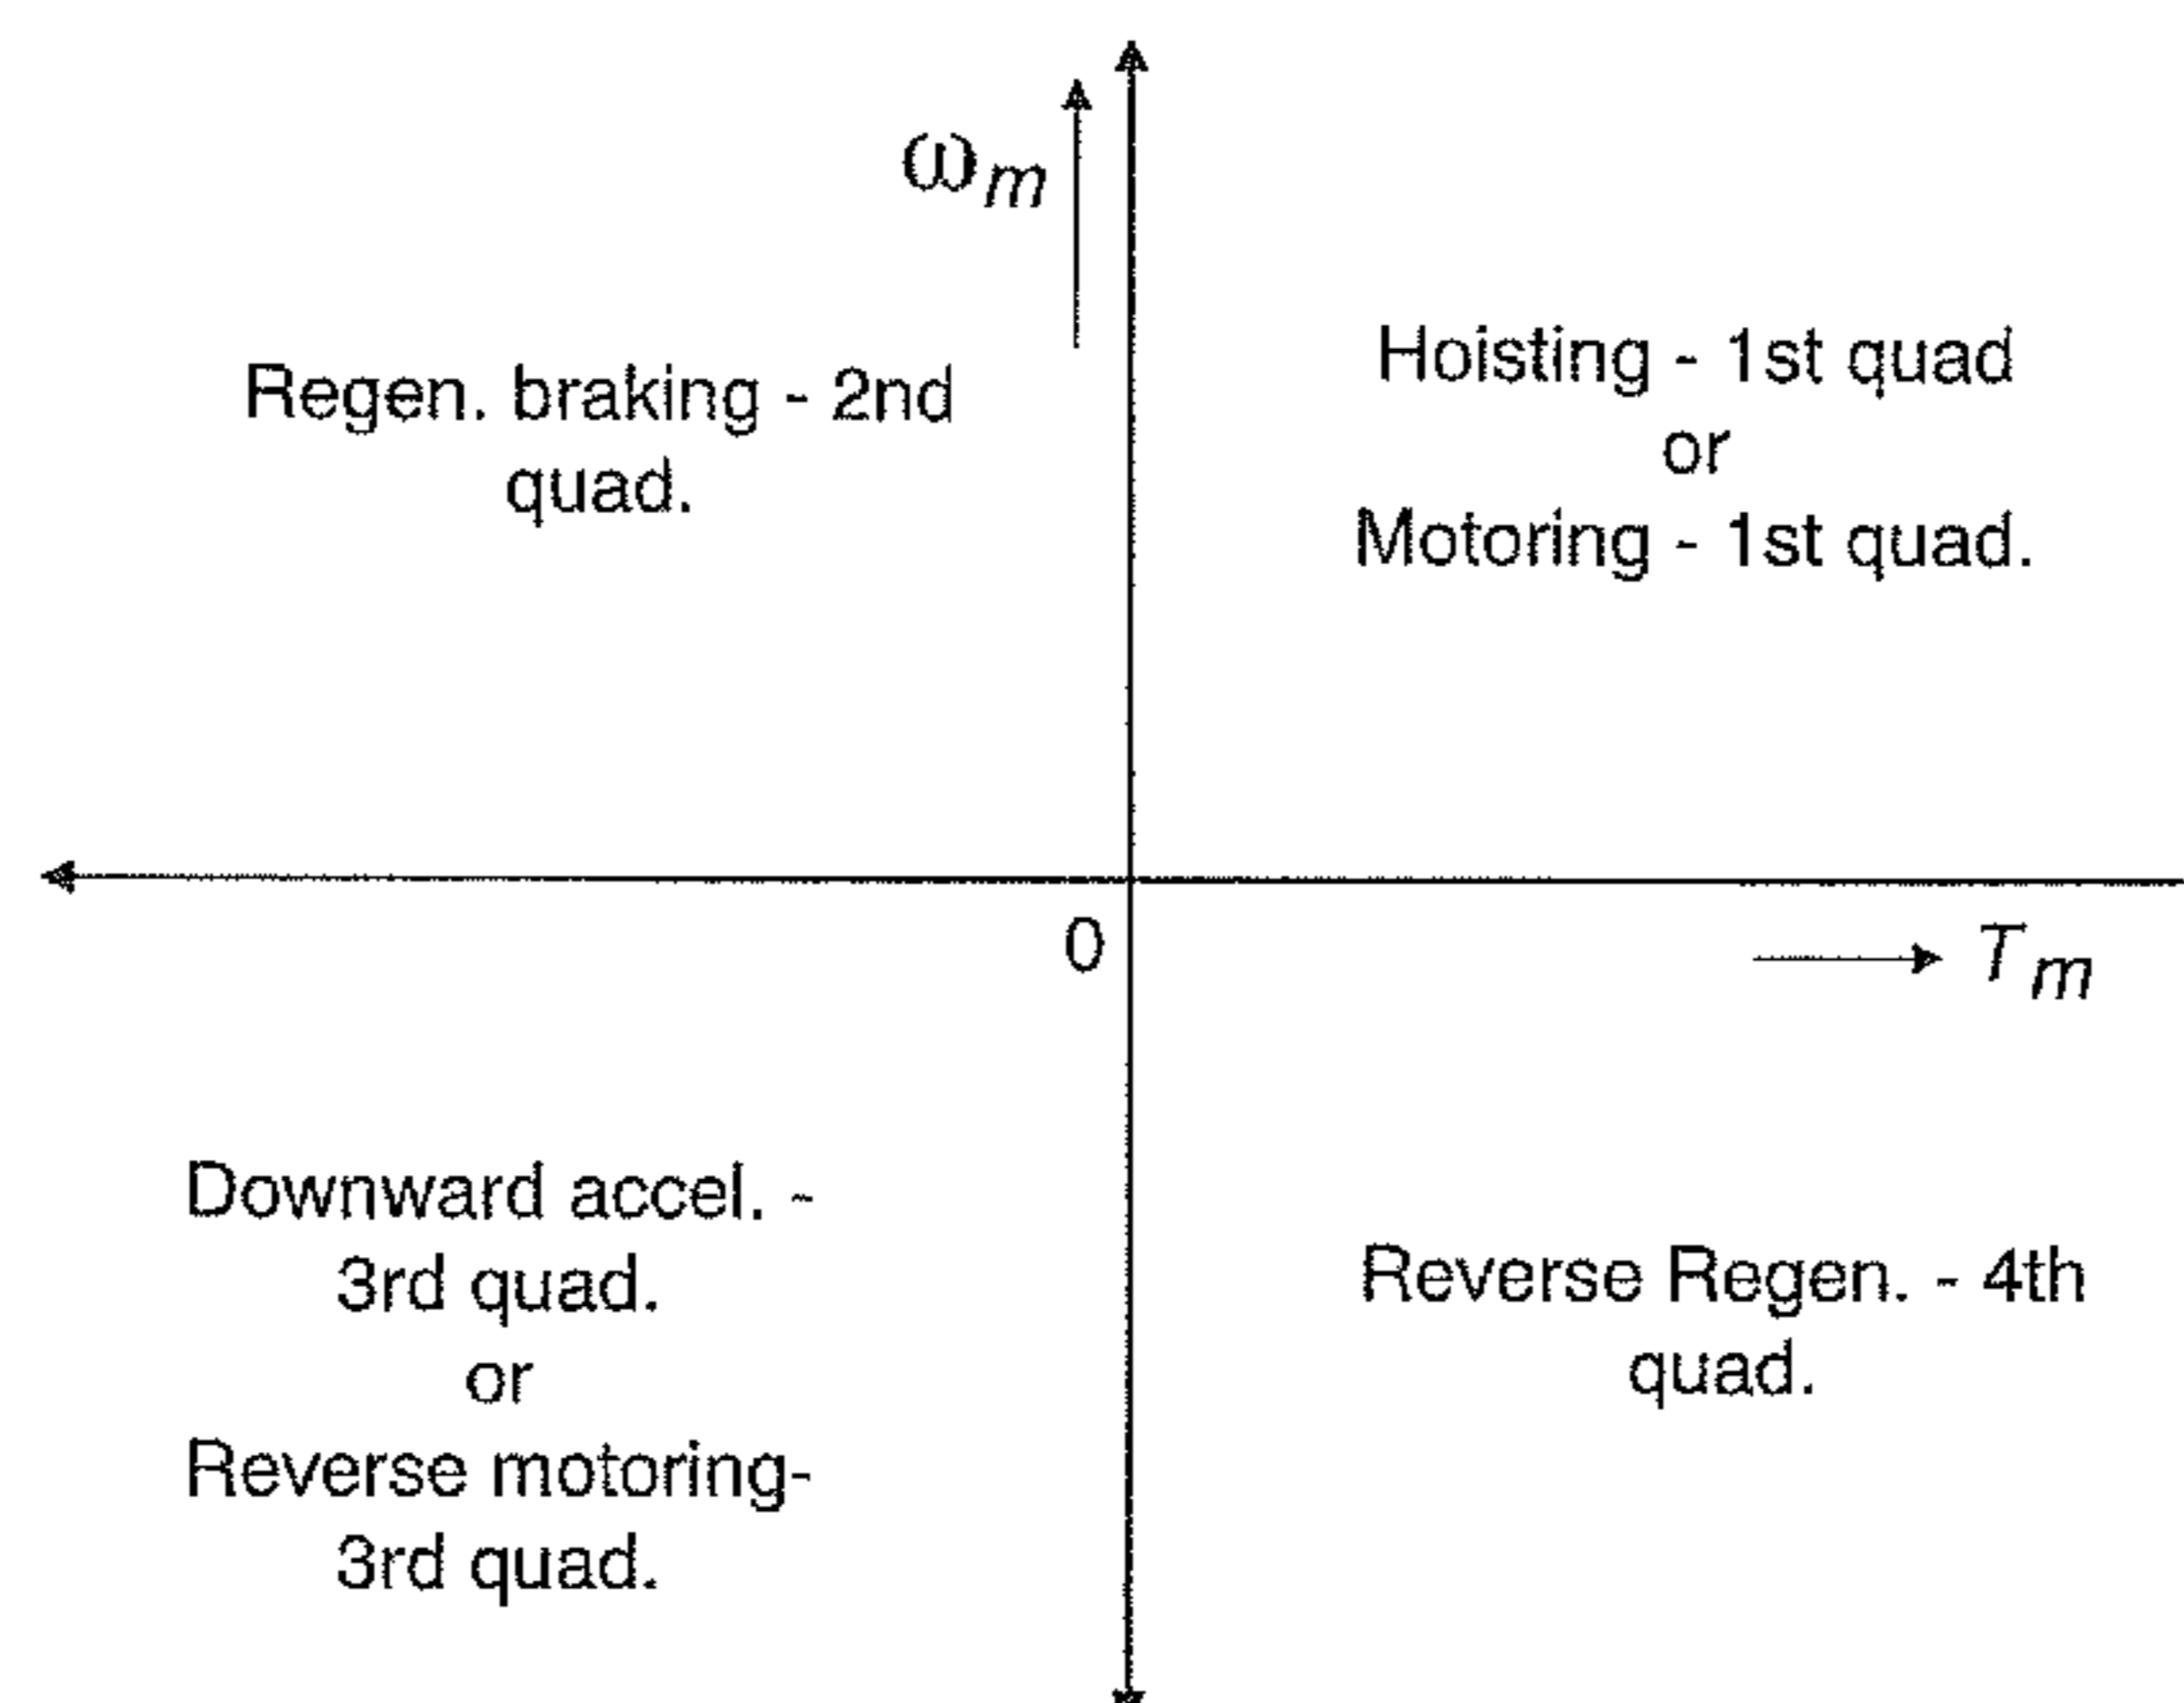 ωm
Hoisting - 1st quad
or
Motoring - 1st quad.
Regen. braking - 2nd
quad.
0
Tm
Downward accel. -
3rd quad.
or
Reverse motoring-
3rd quad.
Reverse Regen. - 4th
quad.